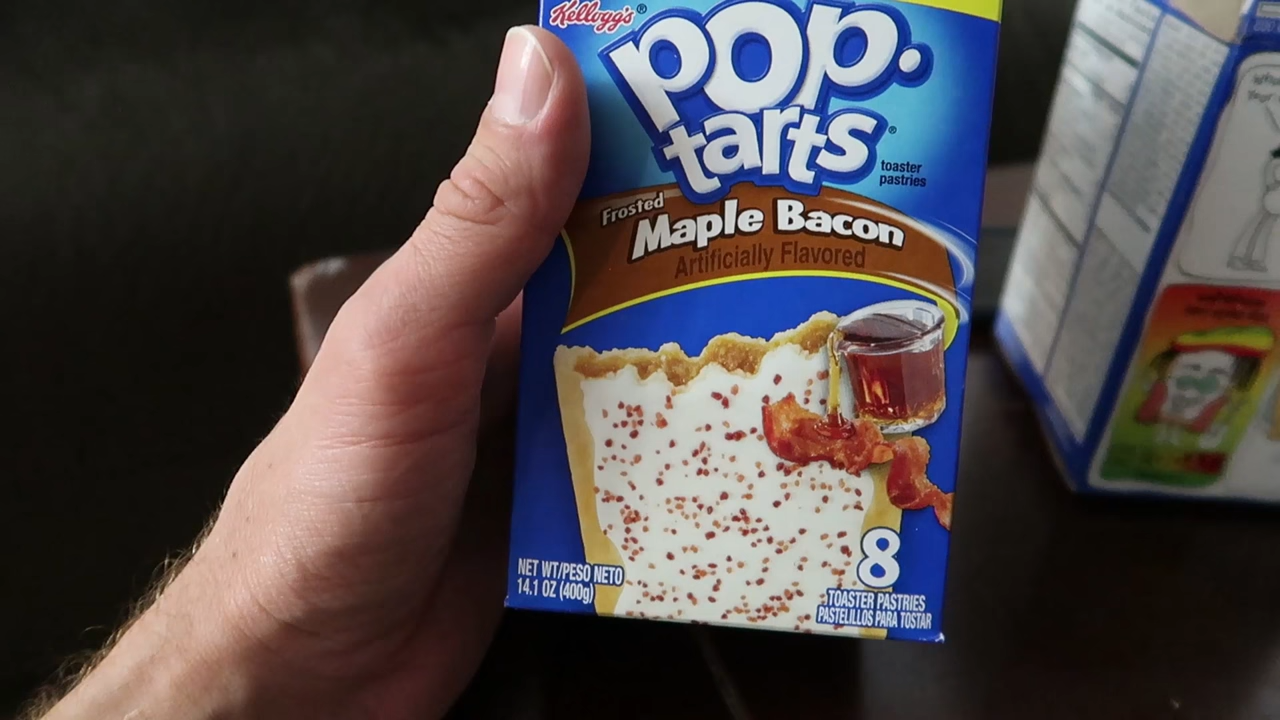 Kellogg's®
pop.
tarts®
toaster
pastries
Frosted
Maple Bacon
Artificially Flavored
8
NET WT/PESO NETO
14.1 OZ (400g)
TOASTER PASTRIES
PASTELILLOS PARA TOSTAR